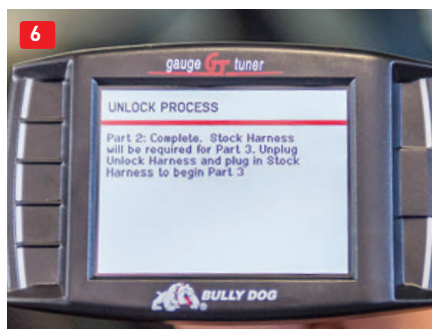 6
gauge GT tuner
UNLOCK PROCESS
Part 2: Complete. Stock Harness
will be required for Part 3. Unplug
Unlock Harness and plug in Stock
Harness to begin Part 3
BULLY DOG
®